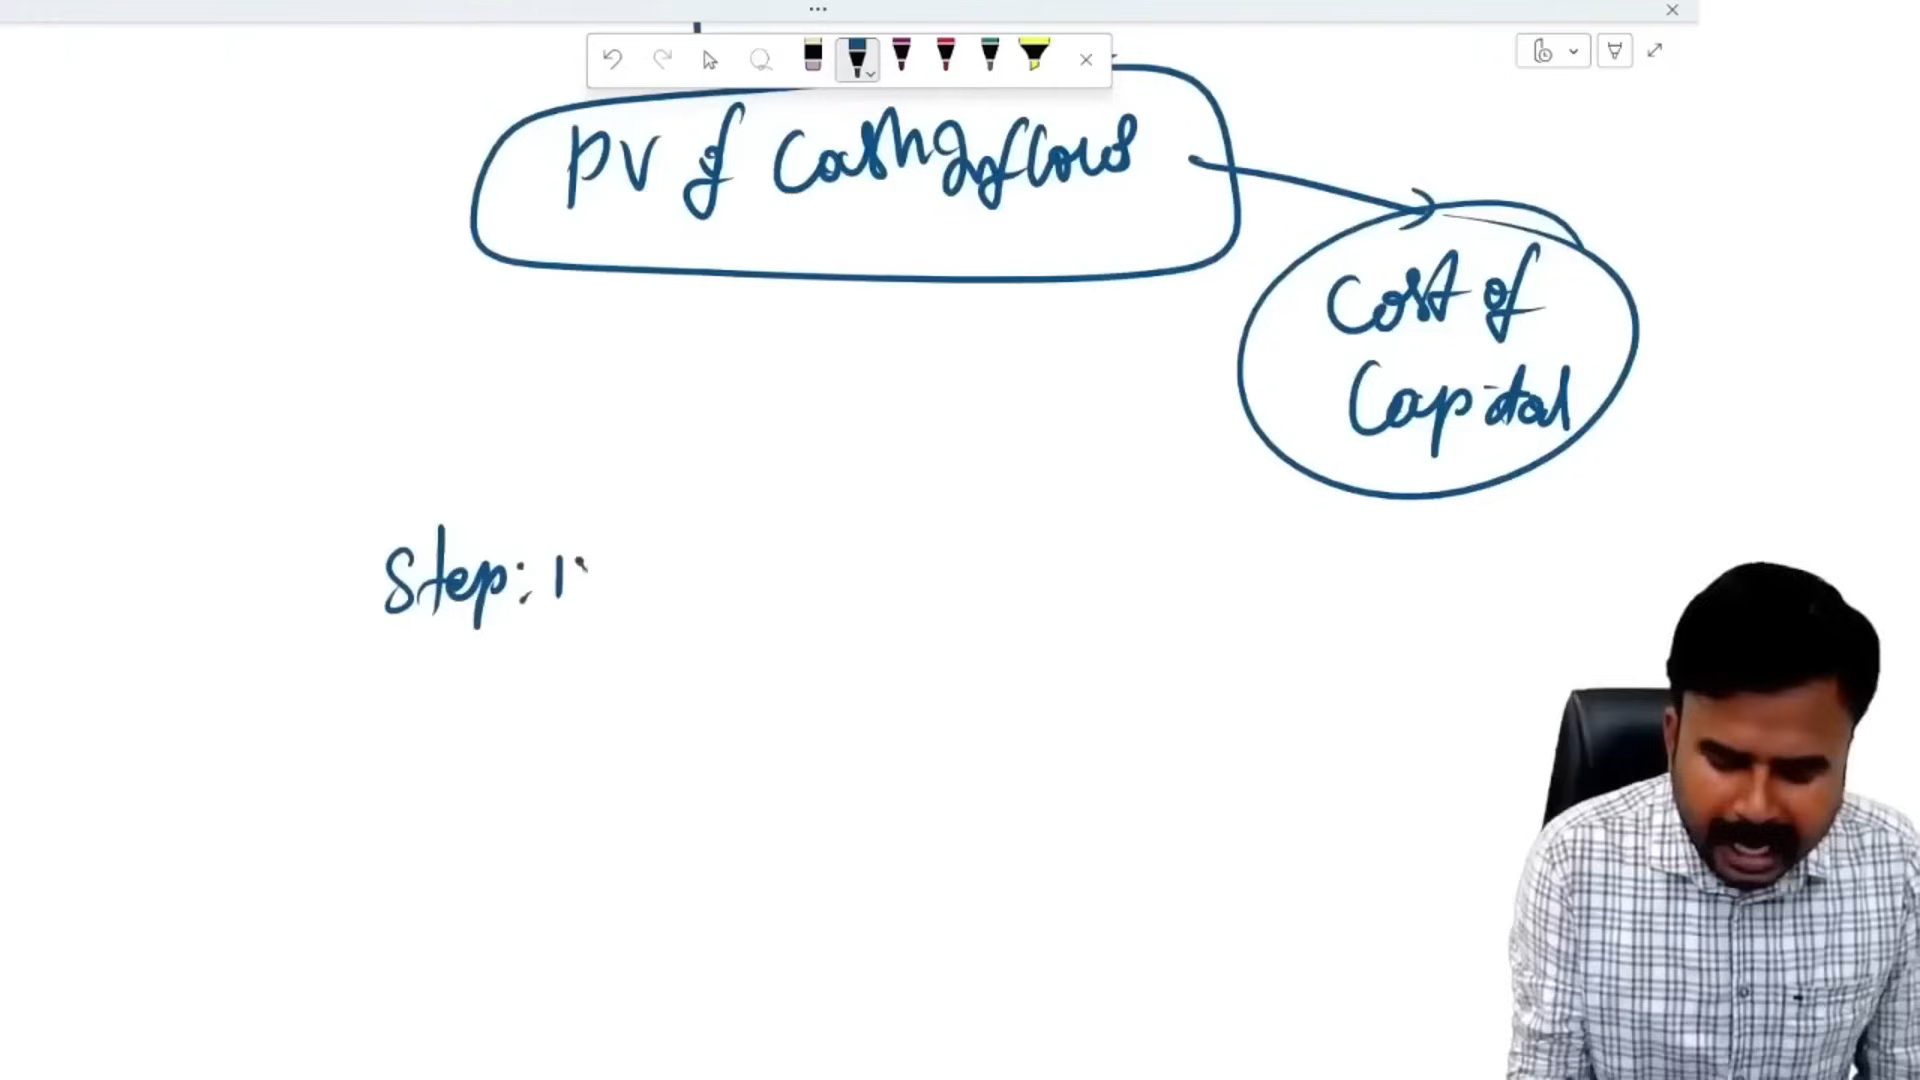 PV of Cash Inflows
Cost of
Capital
Step: 1: